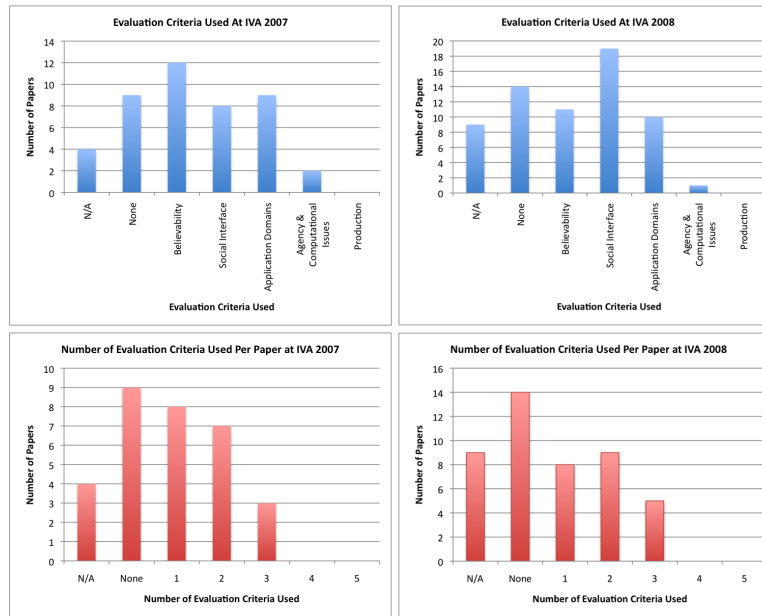 Evaluation Criteria Used At IVA 2007
Number of Papers
14
12
10
8
6
4
2
0
N/A
None
Believability
Social Interface
Application Domains
Agency &
Computational
Issues
Production
Evaluation Criteria Used
Evaluation Criteria Used At IVA 2008
Number of Papers
20
18
16
14
12
10
8
6
4
2
0
N/A
None
Believability
Social Interface
Application Domains
Agency &
Computational
Issues
Production
Evaluation Criteria Used
Number of Evaluation Criteria Used Per Paper at IVA 2007
Number of Papers
10
9
8
7
6
5
4
3
2
1
0
N/A None 1 2 3 4 5
Number of Evaluation Criteria Used
Number of Evaluation Criteria Used Per Paper at IVA 2008
Number of Papers
16
14
12
10
8
6
4
2
0
N/A None 1 2 3 4 5
Number of Evaluation Criteria Used